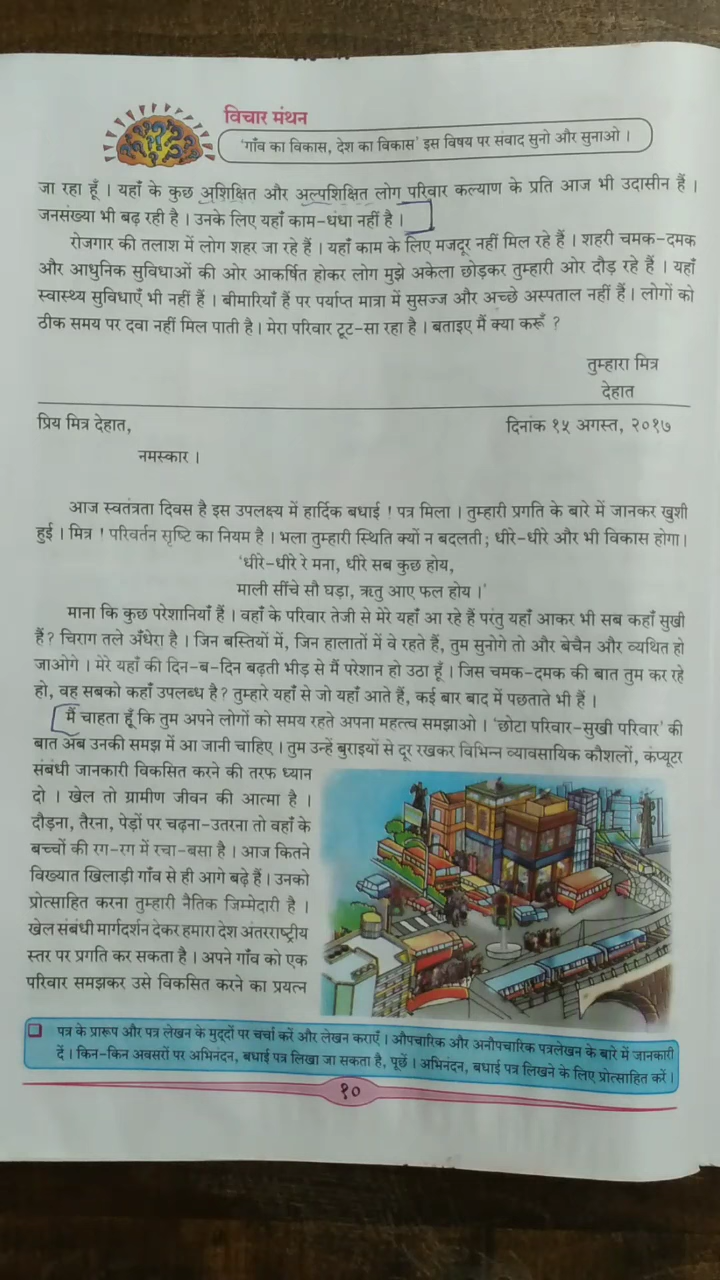 विचार मंथन
'गाँव का विकास, देश का विकास' इस विषय पर संवाद सुनो और सुनाओ ।
जा रहा हूँ । यहाँ के कुछ अशिक्षित और अल्पशिक्षित लोग परिवार कल्याण के प्रति आज भी उदासीन हैं ।
जनसंख्या भी बढ़ रही है । उनके लिए यहाँ काम-धंधा नहीं है ।
रोजगार की तलाश में लोग शहर जा रहे हैं । यहाँ काम के लिए मजदूर नहीं मिल रहे हैं । शहरी चमक-दमक
और आधुनिक सुविधाओं की ओर आकर्षित होकर लोग मुझे अकेला छोड़कर तुम्हारी ओर दौड़ रहे हैं । यहाँ
स्वास्थ्य सुविधाएँ भी नहीं हैं । बीमारियाँ हैं पर पर्याप्त मात्रा में सुसज्ज और अच्छे अस्पताल नहीं हैं । लोगों को
ठीक समय पर दवा नहीं मिल पाती है । मेरा परिवार टूट-सा रहा है । बताइए मैं क्या करूँ ?
तुम्हारा मित्र
देहात
प्रिय मित्र देहात,
दिनांक १५ अगस्त, २०१७
नमस्कार ।
आज स्वतंत्रता दिवस है इस उपलक्ष्य में हार्दिक बधाई ! पत्र मिला । तुम्हारी प्रगति के बारे में जानकर खुशी
हुई । मित्र ! परिवर्तन सृष्टि का नियम है । भला तुम्हारी स्थिति क्यों न बदलती ; धीरे-धीरे और भी विकास होगा ।
'धीरे-धीरे रे मना, धीरे सब कुछ होय,
माली सींचे सौ घड़ा, ऋतु आए फल होय ।'
माना कि कुछ परेशानियाँ हैं । वहाँ के परिवार तेजी से मेरे यहाँ आ रहे हैं परंतु यहाँ आकर भी सब कहाँ सुखी
हैं ? चिराग तले अँधेरा है । जिन बस्तियों में, जिन हालातों में वे रहते हैं, तुम सुनोगे तो और बेचैन और व्यथित हो
जाओगे । मेरे यहाँ की दिन-ब-दिन बढ़ती भीड़ से मैं परेशान हो उठा हूँ । जिस चमक-दमक की बात तुम कर रहे
हो, वह सबको कहाँ उपलब्ध है ? तुम्हारे यहाँ से जो यहाँ आते हैं, कई बार बाद में पछताते भी हैं ।
मैं चाहता हूँ कि तुम अपने लोगों को समय रहते अपना महत्त्व समझाओ । 'छोटा परिवार-सुखी परिवार' की
बात अब उनकी समझ में आ जानी चाहिए । तुम उन्हें बुराइयों से दूर रखकर विभिन्न व्यावसायिक कौशलों, कंप्यूटर
संबंधी जानकारी विकसित करने की तरफ ध्यान
दो । खेल तो ग्रामीण जीवन की आत्मा है ।
दौड़ना, तैरना, पेड़ों पर चढ़ना-उतरना तो वहाँ के
बच्चों की रग-रग में रचा-बसा है । आज कितने
विख्यात खिलाड़ी गाँव से ही आगे बढ़े हैं । उनको
प्रोत्साहित करना तुम्हारी नैतिक जिम्मेदारी है ।
खेल संबंधी मार्गदर्शन देकर हमारा देश अंतरराष्ट्रीय
स्तर पर प्रगति कर सकता है । अपने गाँव को एक
परिवार समझकर उसे विकसित करने का प्रयत्न
पत्र के प्रारूप और पत्र लेखन के मुद्दों पर चर्चा करें और लेखन कराएँ । औपचारिक और अनौपचारिक पत्रलेखन के बारे में जानकारी
दें । किन-किन अवसरों पर अभिनंदन, बधाई पत्र लिखा जा सकता है, पूछें । अभिनंदन, बधाई पत्र लिखने के लिए प्रोत्साहित करें ।
१०